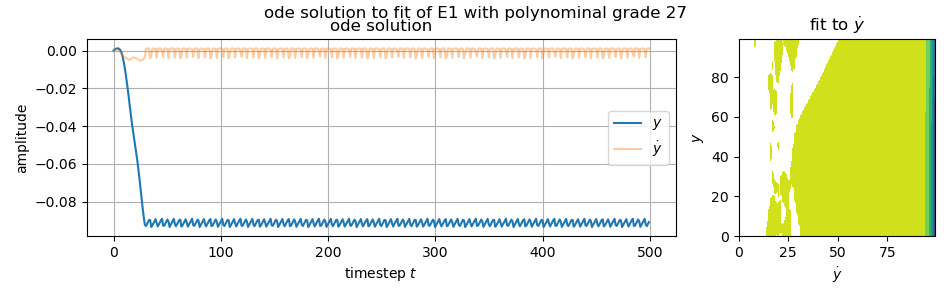 ode solution to fit of E1 with polynominal grade 27
ode solution
amplitude
0.00
−0.02
−0.04
−0.06
−0.08
0
100
200
300
400
500
timestep t
y
ẏ
fit to ẏ
y
80
60
40
20
0
0
25
50
75
ẏ